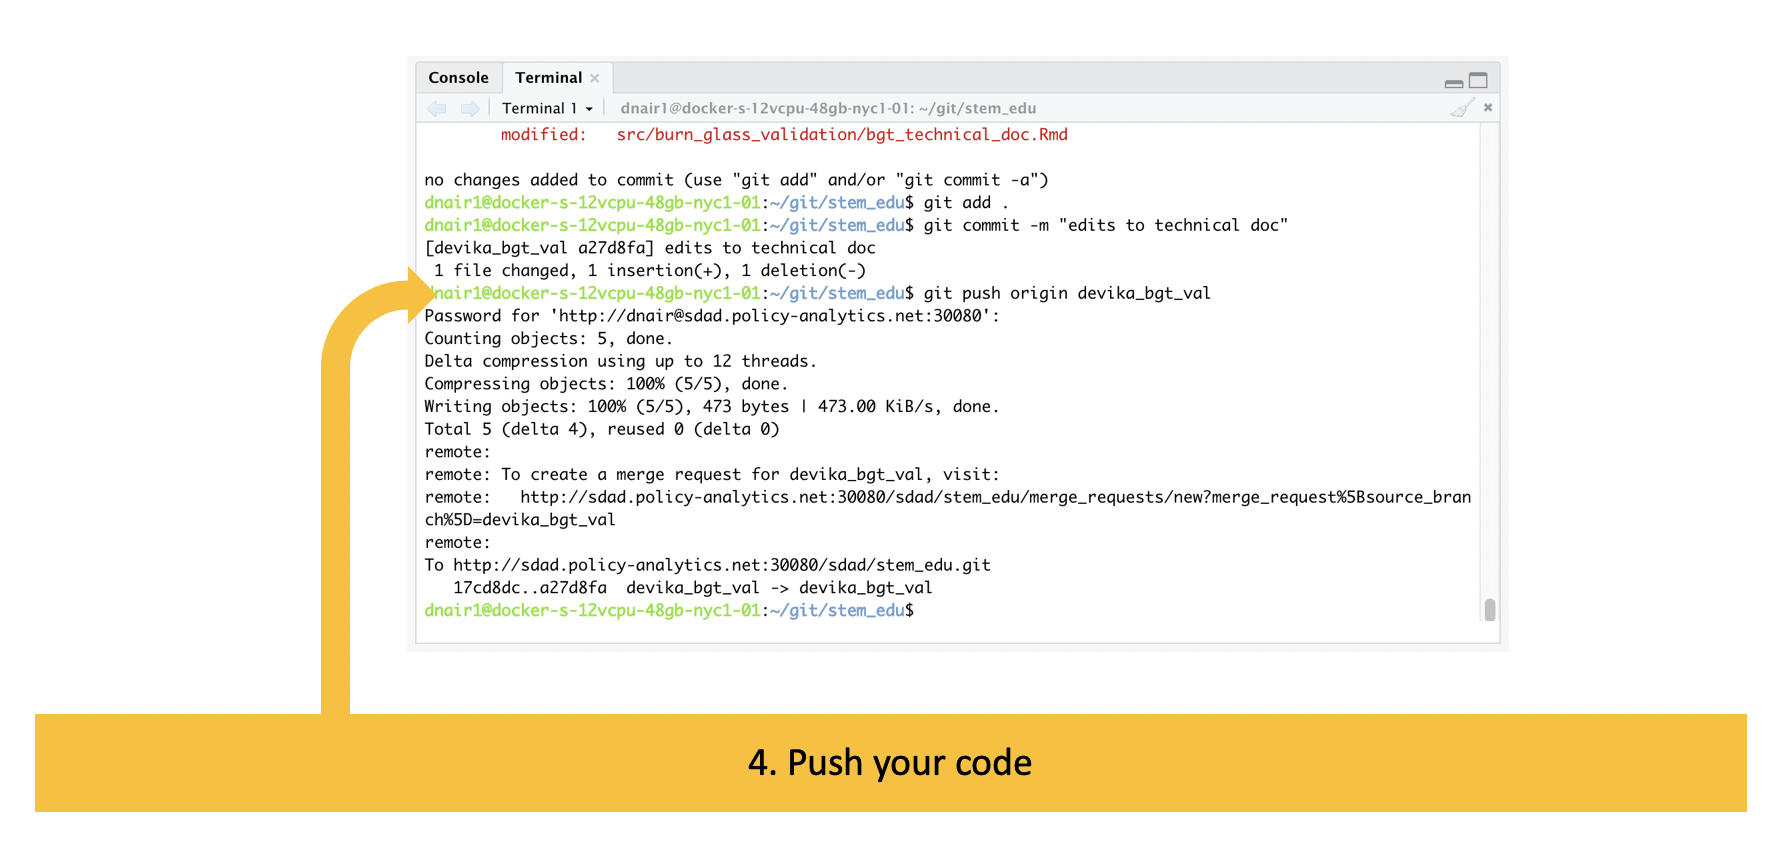 Console Terminal ×
Terminal 1 dnair1@docker-s-12vcpu-48gb-nyc1-01: ~/git/stem_edu
modified: src/burn_glass_validation/bgt_technical_doc.Rmd
no changes added to commit (use "git add" and/or "git commit -a")
dnair1@docker-s-12vcpu-48gb-nyc1-01:~/git/stem_edu$ git add .
dnair1@docker-s-12vcpu-48gb-nyc1-01:~/git/stem_edu$ git commit -m "edits to technical doc"
[devika_bgt_val a27d8fa] edits to technical doc
1 file changed, 1 insertion(+), 1 deletion(-)
dnair1@docker-s-12vcpu-48gb-nyc1-01:~/git/stem_edu$ git push origin devika_bgt_val
Password for 'http://dnair@sdad.policy-analytics.net:30080':
Counting objects: 5, done.
Delta compression using up to 12 threads.
Compressing objects: 100% (5/5), done.
Writing objects: 100% (5/5), 473 bytes | 473.00 KiB/s, done.
Total 5 (delta 4), reused 0 (delta 0)
remote:
remote: To create a merge request for devika_bgt_val, visit:
remote:   http://sdad.policy-analytics.net:30080/sdad/stem_edu/merge_requests/new?merge_request%5Bsource_bran
ch%5D=devika_bgt_val
remote:
To http://sdad.policy-analytics.net:30080/sdad/stem_edu.git
17cd8dc..a27d8fa  devika_bgt_val -> devika_bgt_val
dnair1@docker-s-12vcpu-48gb-nyc1-01:~/git/stem_edu$
4. Push your code